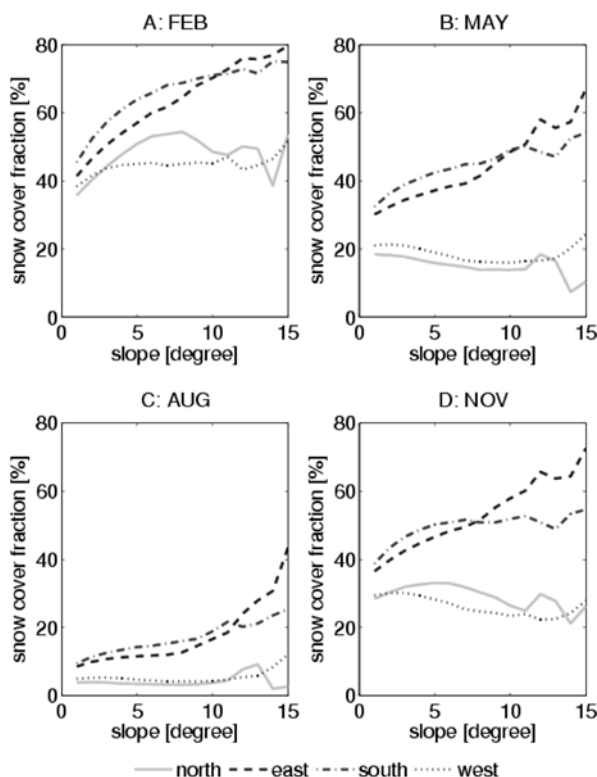 A: FEB
B: MAY
snow cover fraction [%]
80
60
40
20
0
0
5
10
15
slope [degree]
snow cover fraction [%]
80
60
40
20
0
0
5
10
15
slope [degree]
C: AUG
D: NOV
snow cover fraction [%]
80
60
40
20
0
0
5
10
15
slope [degree]
snow cover fraction [%]
80
60
40
20
0
0
5
10
15
slope [degree]
north east south west